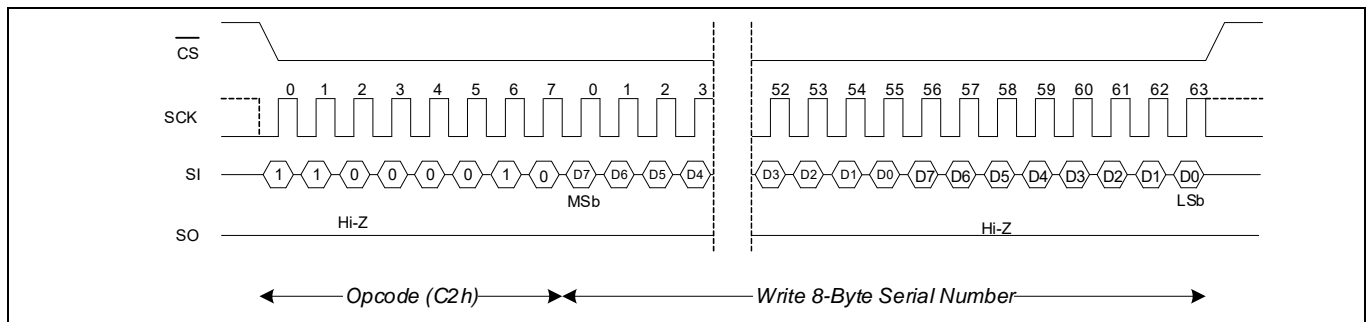 CS
0 1 2 3 4 5 6 7 0 1 2 3 52 53 54 55 56 57 58 59 60 61 62 63
SCK
SI 1 1 0 0 0 0 1 0 D7 D6 D5 D4 D3 D2 D1 D0 D7 D6 D5 D4 D3 D2 D1 D0
MSb LSb
Hi-Z Hi-Z
SO
Opcode (C2h) Write 8-Byte Serial Number